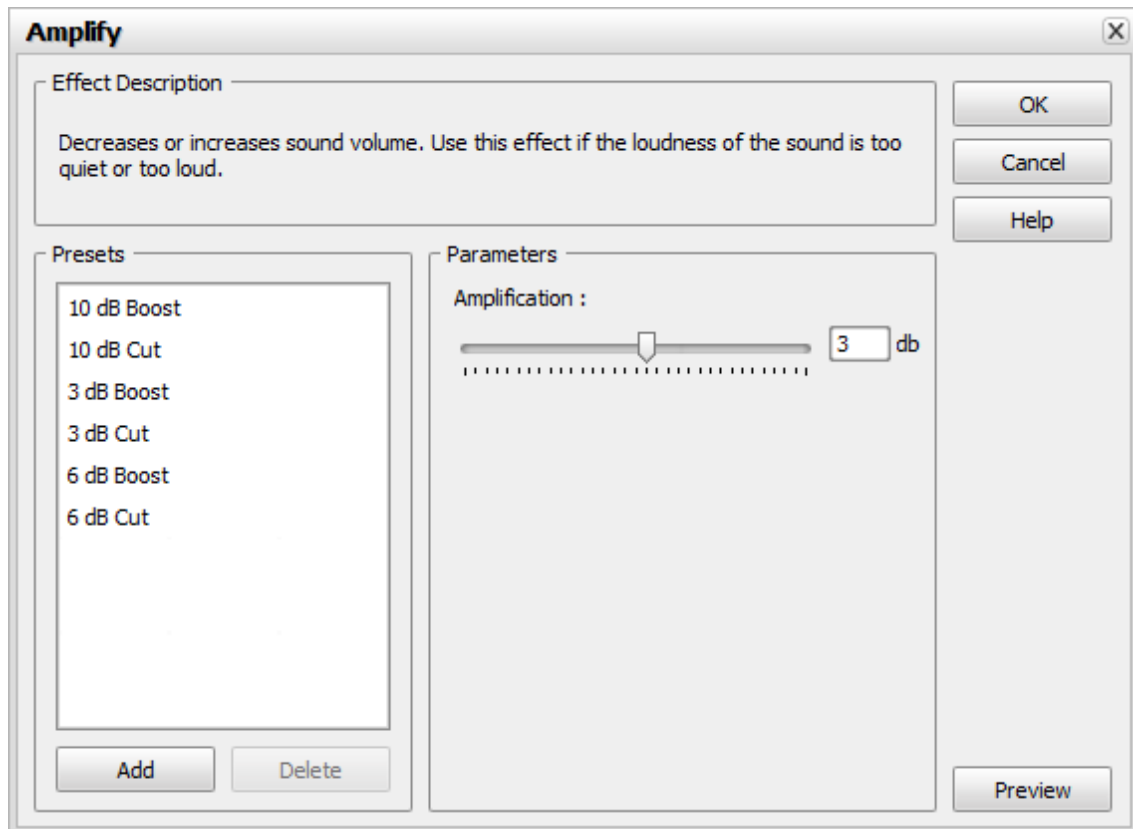 Amplify
Effect Description
Decreases or increases sound volume. Use this effect if the loudness of the sound is too
quiet or too loud.
OK
Cancel
Help
Presets
10 dB Boost
10 dB Cut
3 dB Boost
3 dB Cut
6 dB Boost
6 dB Cut
Add
Delete
Parameters
Amplification :
3 db
Preview